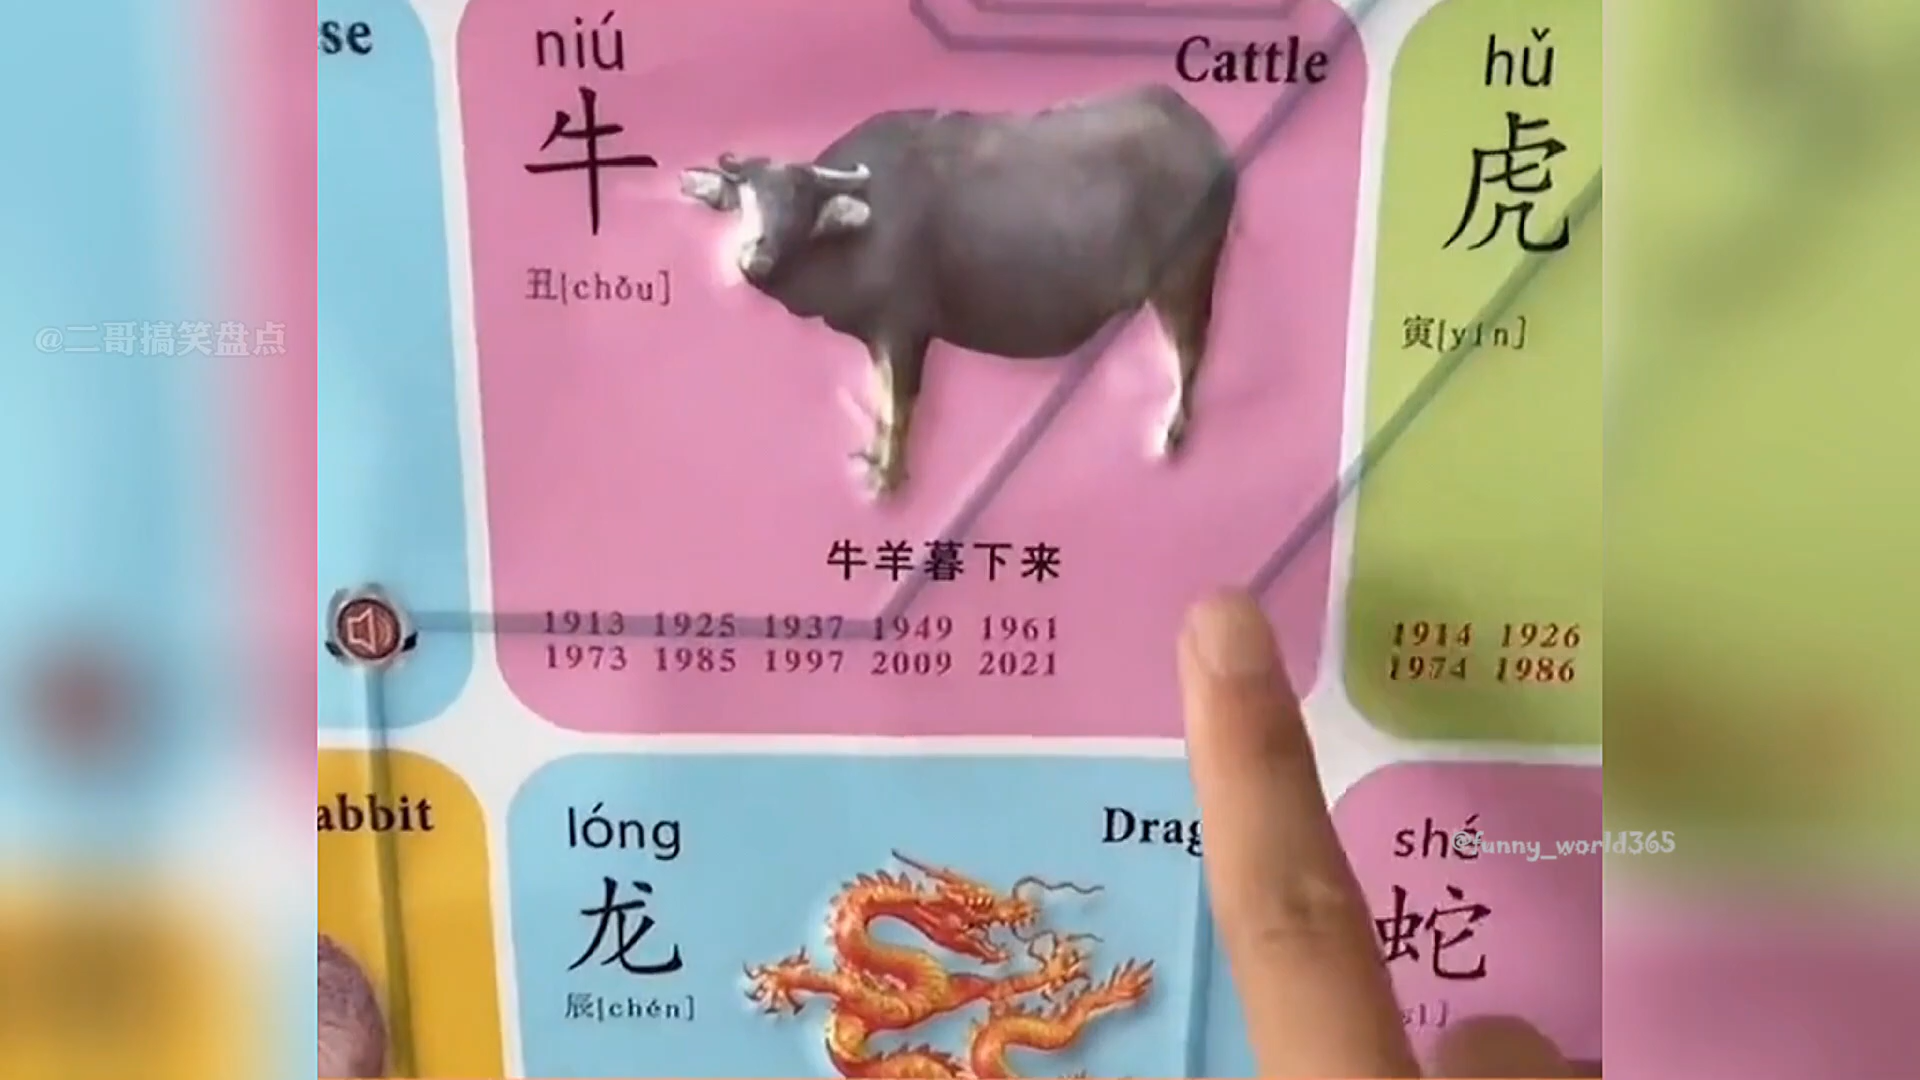 se
niú
Cattle
牛
丑[chǒu]
牛羊暮下来
1913 1925 1937 1949 1961
1973 1985 1997 2009 2021
hǔ
虎
寅[yín]
1914 1926
1974 1986
@二哥搞笑盘点
abbit
lóng
Drag
龙
辰[chén]
shé
蛇
@funny_world365